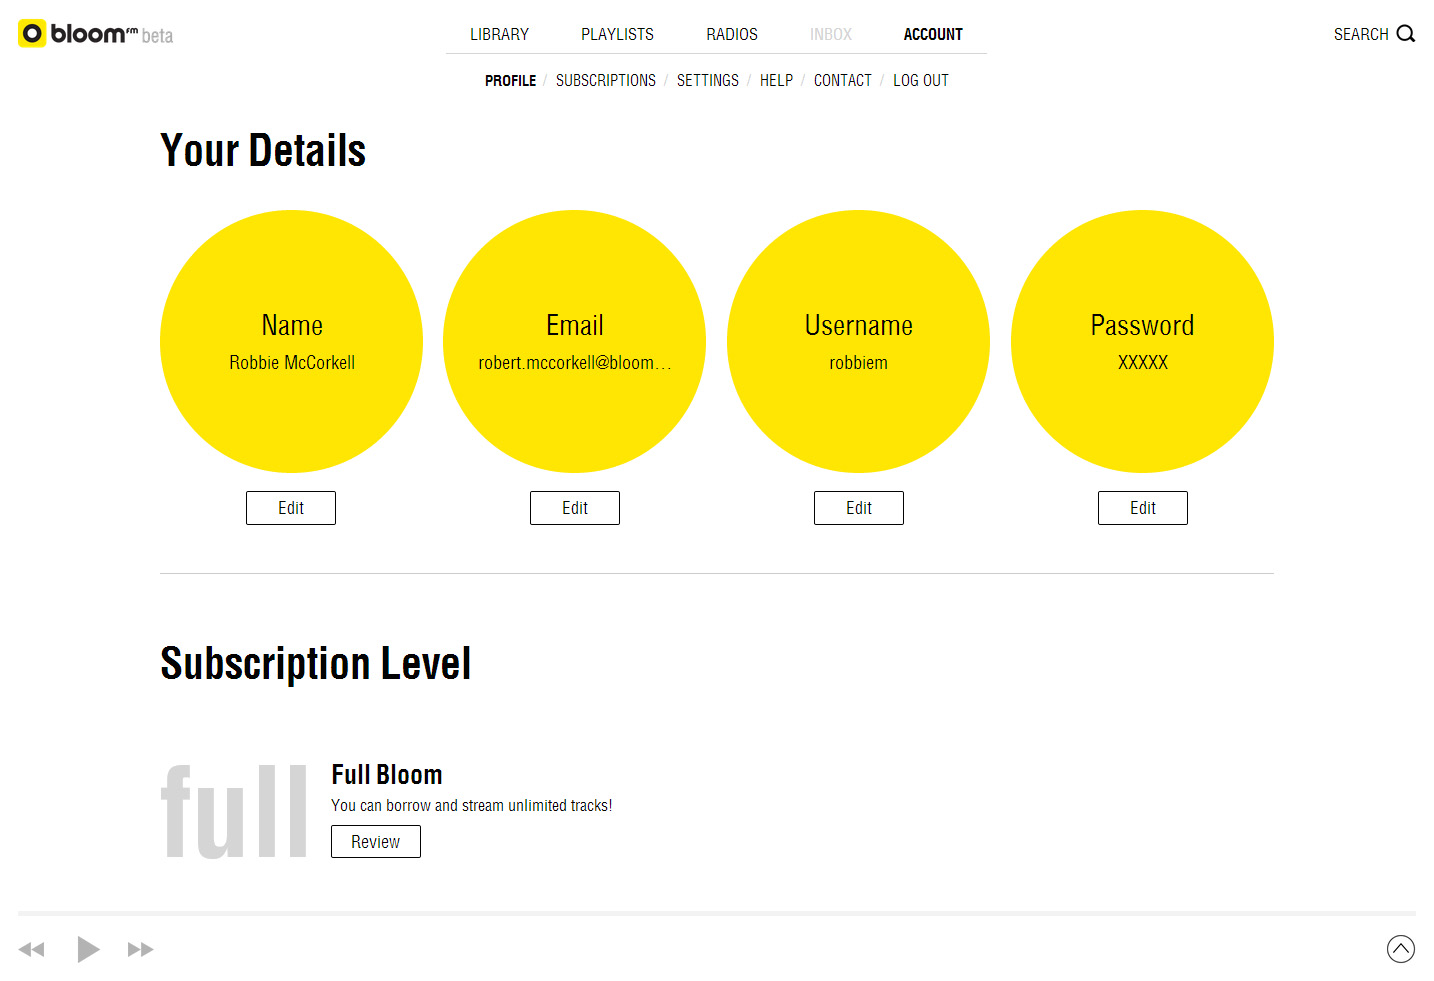 bloom fm beta
LIBRARY PLAYLISTS RADIOS INBOX ACCOUNT
SEARCH
PROFILE / SUBSCRIPTIONS / SETTINGS / HELP / CONTACT / LOG OUT
Your Details
Name Email Username Password
Robbie McCorkell robert.mccorkell@bloom... robbiem XXXXX
Edit Edit Edit Edit
Subscription Level
full
Full Bloom
You can borrow and stream unlimited tracks!
Review